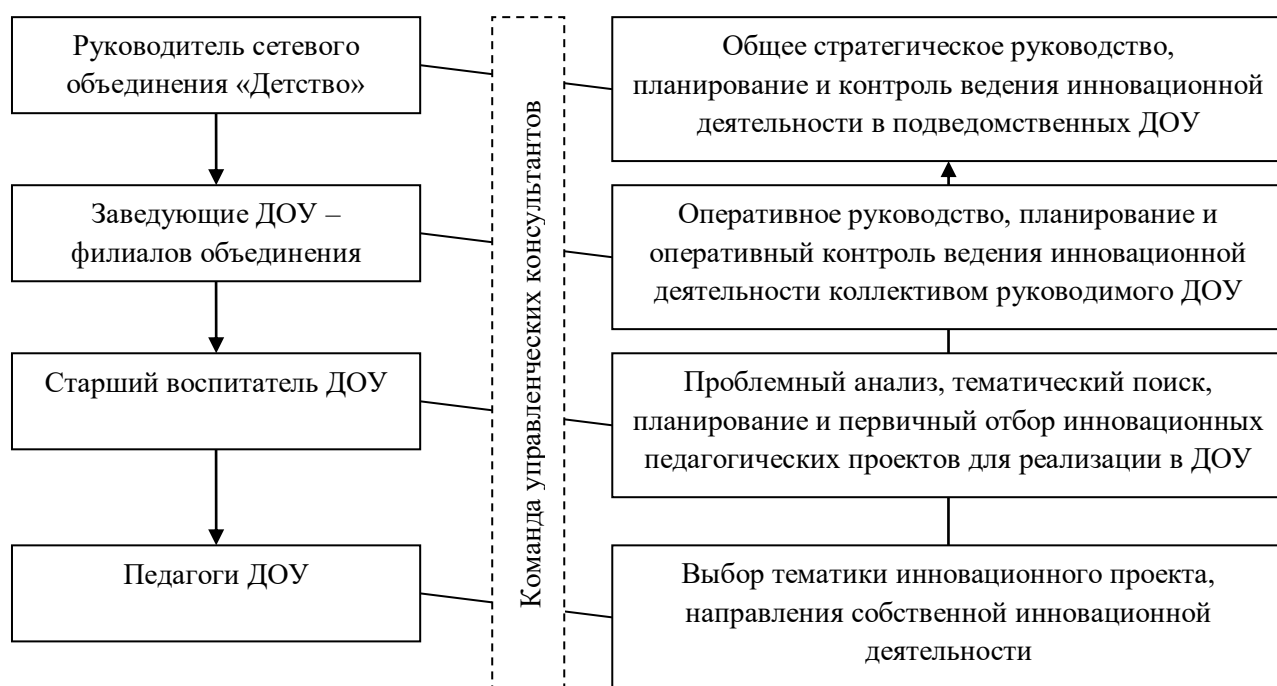 Руководитель сетевого
объединения «Детство»
Заведующие ДОУ –
филиалов объединения
Старший воспитатель ДОУ
Педагоги ДОУ
Команда управленческих консультантов
Общее стратегическое руководство,
планирование и контроль ведения инновационной
деятельности в подведомственных ДОУ
Оперативное руководство, планирование и
оперативный контроль ведения инновационной
деятельности коллективом руководимого ДОУ
Проблемный анализ, тематический поиск,
планирование и первичный отбор инновационных
педагогических проектов для реализации в ДОУ
Выбор тематики инновационного проекта,
направления собственной инновационной
деятельности